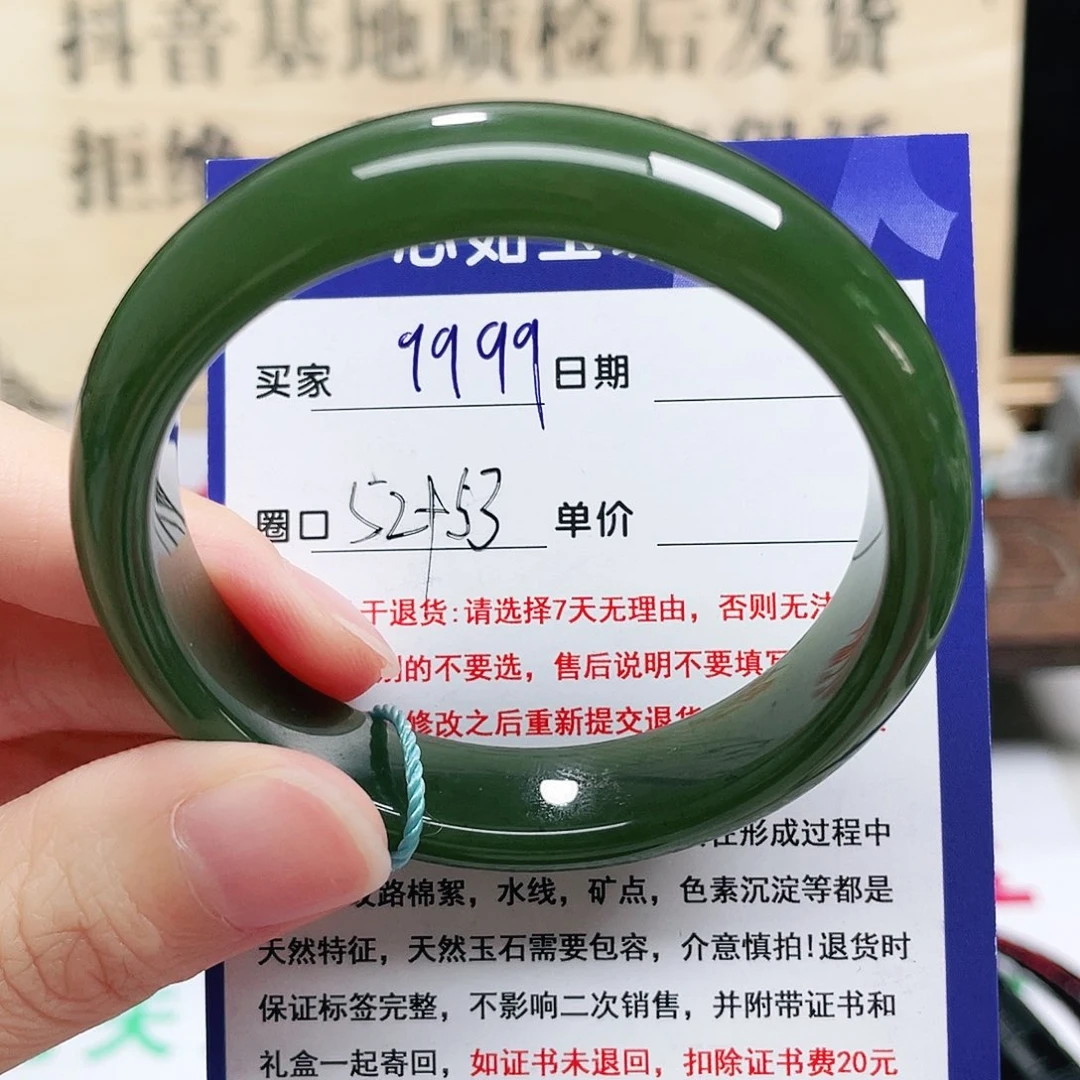 抖音基地质检后发货
拒绝
心如玉
买家 9999 日期
圈口 52+53 单价
干退货:请选择7天无理由，否则无法
别的不要选，售后说明不要填写
修改之后重新提交退货
在形成过程中
纹路棉絮，水线，矿点，色素沉淀等都是
天然特征，天然玉石需要包容，介意慎拍!退货时
保证标签完整，不影响二次销售，并附带证书和
礼盒一起寄回，如证书未退回，扣除证书费20元